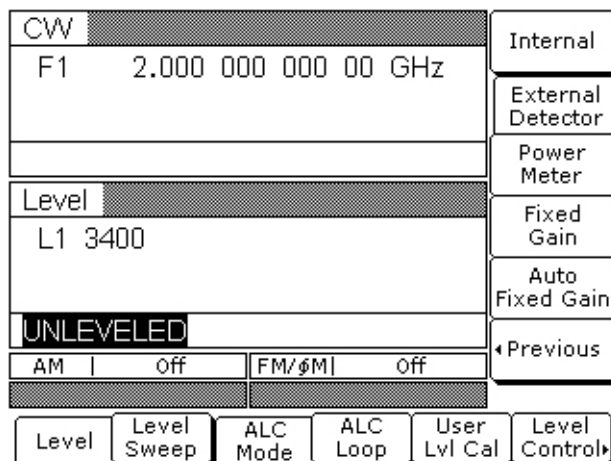 CW
F1 2.000 000 000 00 GHz
Level
L1 3400
UNLEVELED
AM | Off
FM/ϕM| Off
Internal
External
Detector
Power
Meter
Fixed
Gain
Auto
Fixed Gain
◂Previous
Level
Level
Sweep
ALC
Mode
ALC
Loop
User
Lvl Cal
Level
Control▸